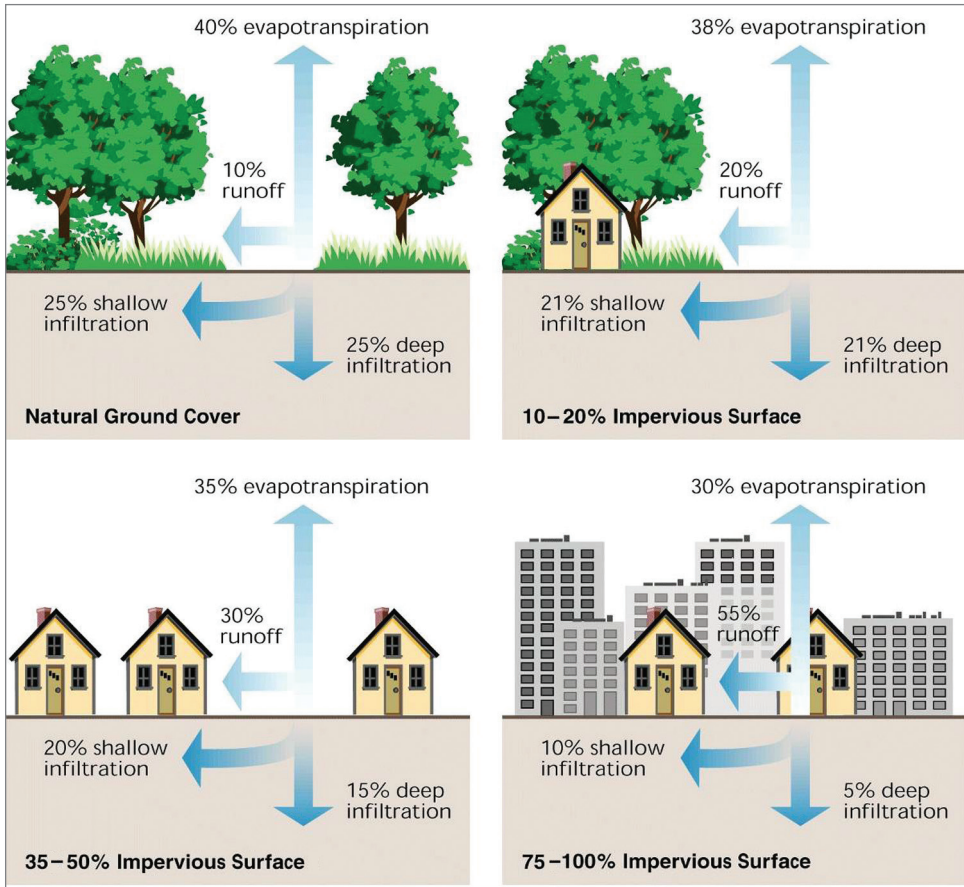 40% evapotranspiration
10%
runoff
25% shallow
infiltration
25% deep
infiltration
Natural Ground Cover
38% evapotranspiration
20%
runoff
21% shallow
infiltration
21% deep
infiltration
10–20% Impervious Surface
35% evapotranspiration
30%
runoff
20% shallow
infiltration
15% deep
infiltration
35–50% Impervious Surface
30% evapotranspiration
55%
runoff
10% shallow
infiltration
5% deep
infiltration
75–100% Impervious Surface